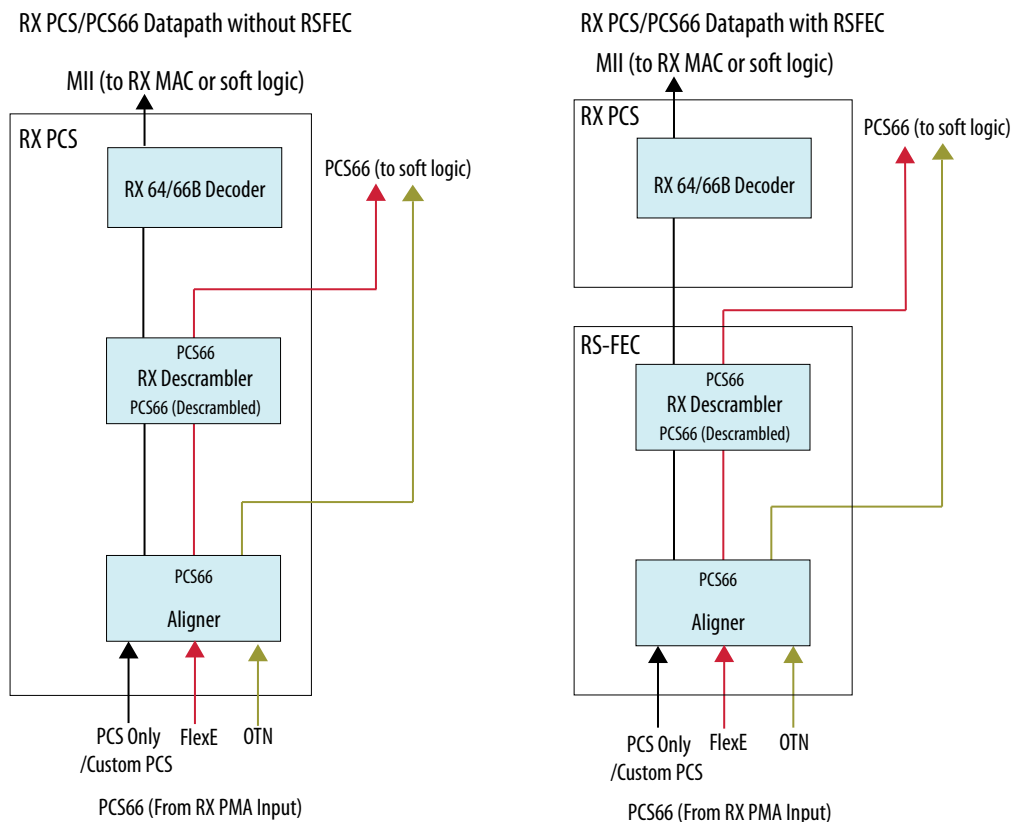 RX PCS/PCS66 Datapath without RSFEC
MII (to RX MAC or soft logic)
RX PCS
RX 64/66B Decoder
PCS66 (to soft logic)
PCS66
RX Descrambler
PCS66 (Descrambled)
PCS66
Aligner
PCS Only
/Custom PCS
FlexE
OTN
PCS66 (From RX PMA Input)
RX PCS/PCS66 Datapath with RSFEC
MII (to RX MAC or soft logic)
RX PCS
RX 64/66B Decoder
PCS66 (to soft logic)
RS-FEC
PCS66
RX Descrambler
PCS66 (Descrambled)
PCS66
Aligner
PCS Only
/Custom PCS
FlexE
OTN
PCS66 (From RX PMA Input)